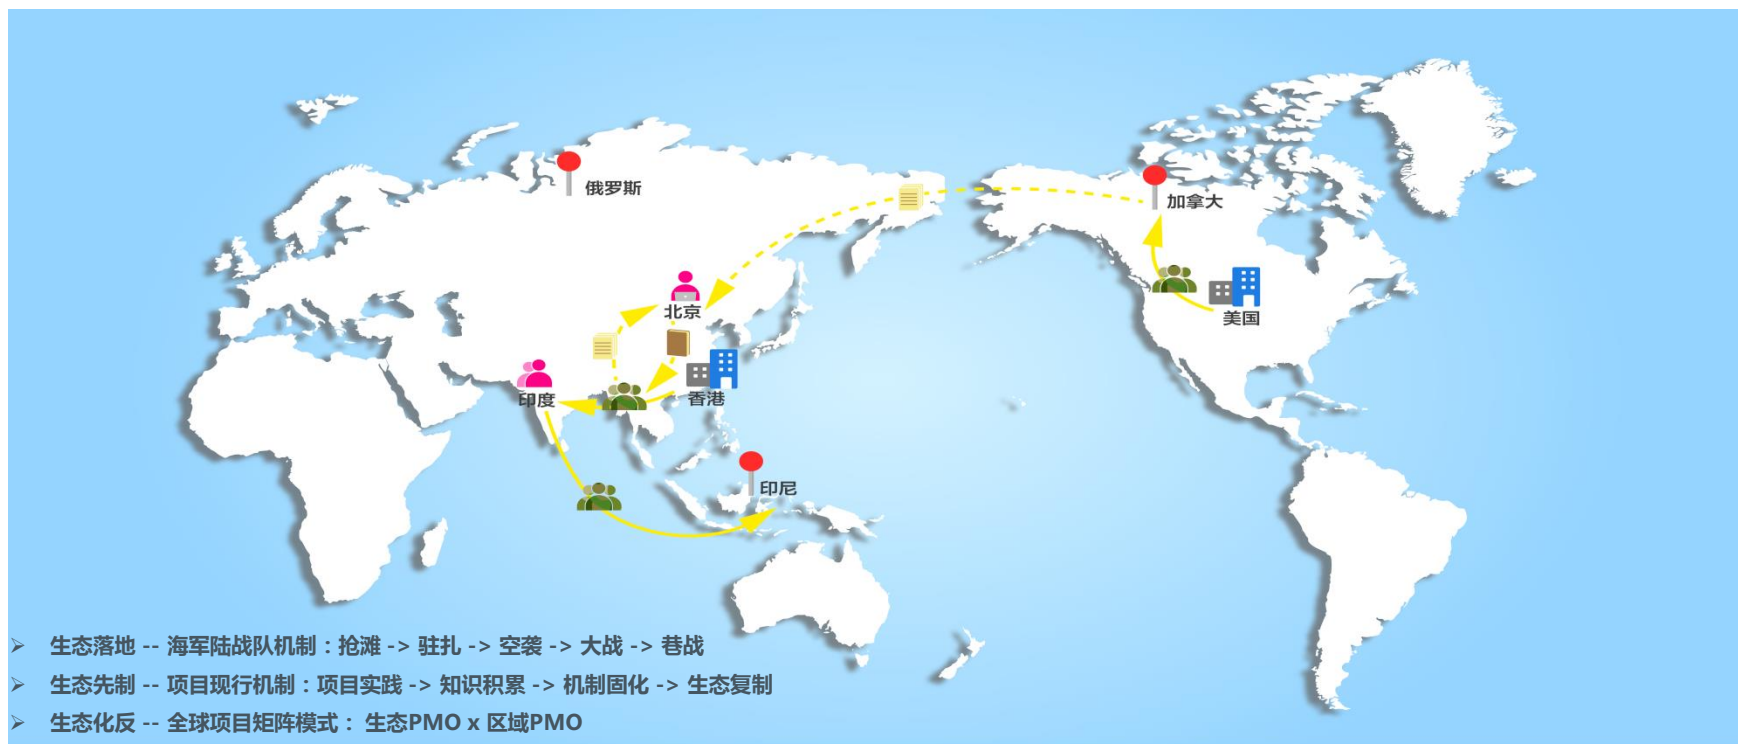 俄罗斯
加拿大
北京
美国
印度
香港
印尼
➢ 生态落地 -- 海军陆战队机制：抢滩 -> 驻扎 -> 空袭 -> 大战 -> 巷战
➢ 生态先制 -- 项目现行机制：项目实践 -> 知识积累 -> 机制固化 -> 生态复制
➢ 生态化反 -- 全球项目矩阵模式： 生态PMO x 区域PMO